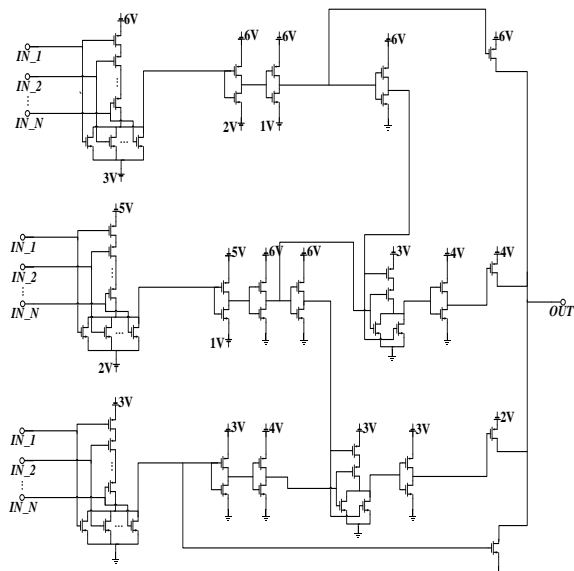 6V
6V
6V
6V
6V
IN_1
IN_2
IN_N
...
2V
1V
3V
5V
5V
6V
6V
3V
4V
4V
IN_1
IN_2
IN_N
...
OUT
1V
2V
3V
3V
4V
3V
3V
2V
IN_1
IN_2
IN_N
...